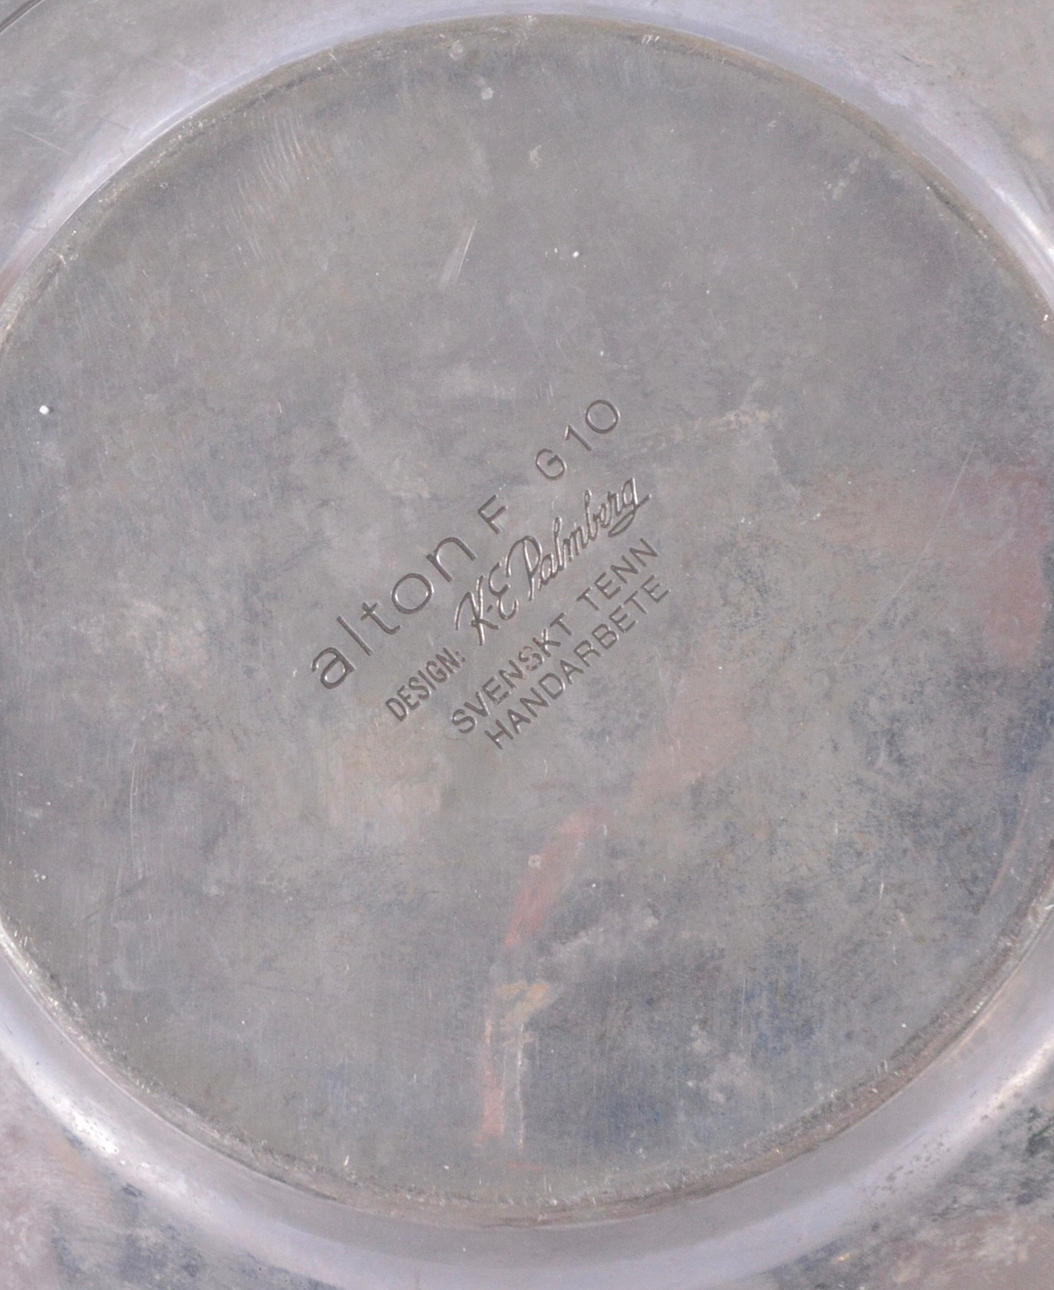 alton F G10
DESIGN: K-E Palmberg
SVENSKT TENN
HANDARBETE